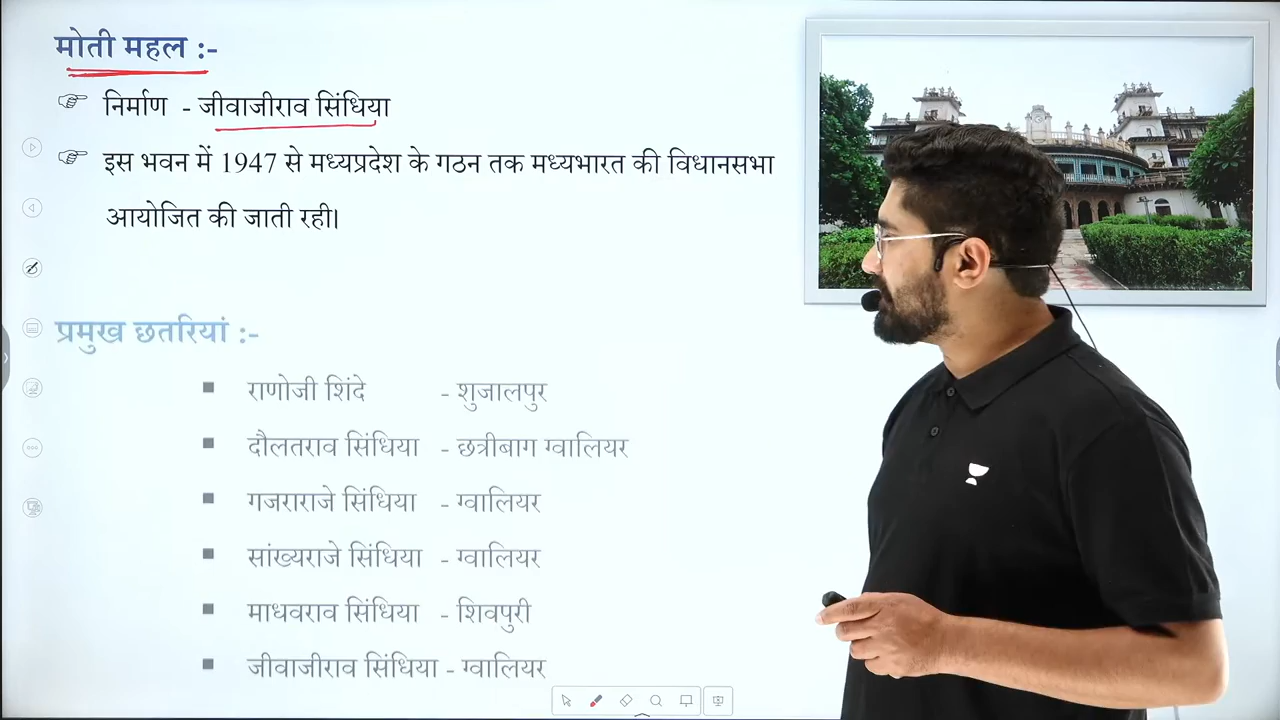 मोती महल :-
निर्माण - जीवाजीराव सिंधिया
इस भवन में 1947 से मध्यप्रदेश के गठन तक मध्यभारत की विधानसभा
आयोजित की जाती रही।
प्रमुख छतरियां :-
राणोजी शिंदे - शुजालपुर
दौलतराव सिंधिया - छत्रीबाग ग्वालियर
गजराराजे सिंधिया - ग्वालियर
सांख्यराजे सिंधिया - ग्वालियर
माधवराव सिंधिया - शिवपुरी
जीवाजीराव सिंधिया - ग्वालियर